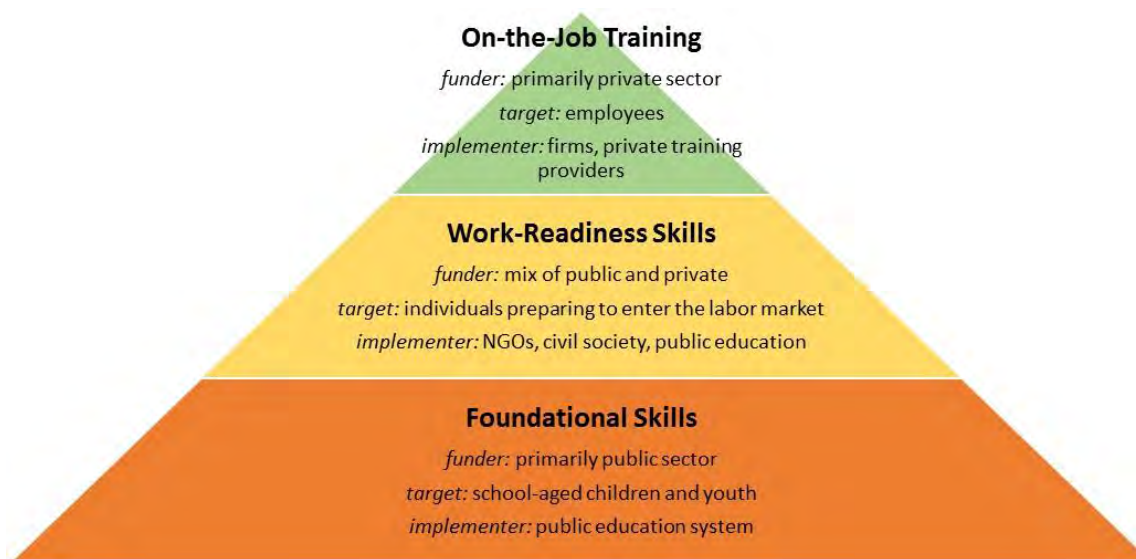 On-the-Job Training
funder: primarily private sector
target: employees
implementer: firms, private training
providers
Work-Readiness Skills
funder: mix of public and private
target: individuals preparing to enter the labor market
implementer: NGOs, civil society, public education
Foundational Skills
funder: primarily public sector
target: school-aged children and youth
implementer: public education system